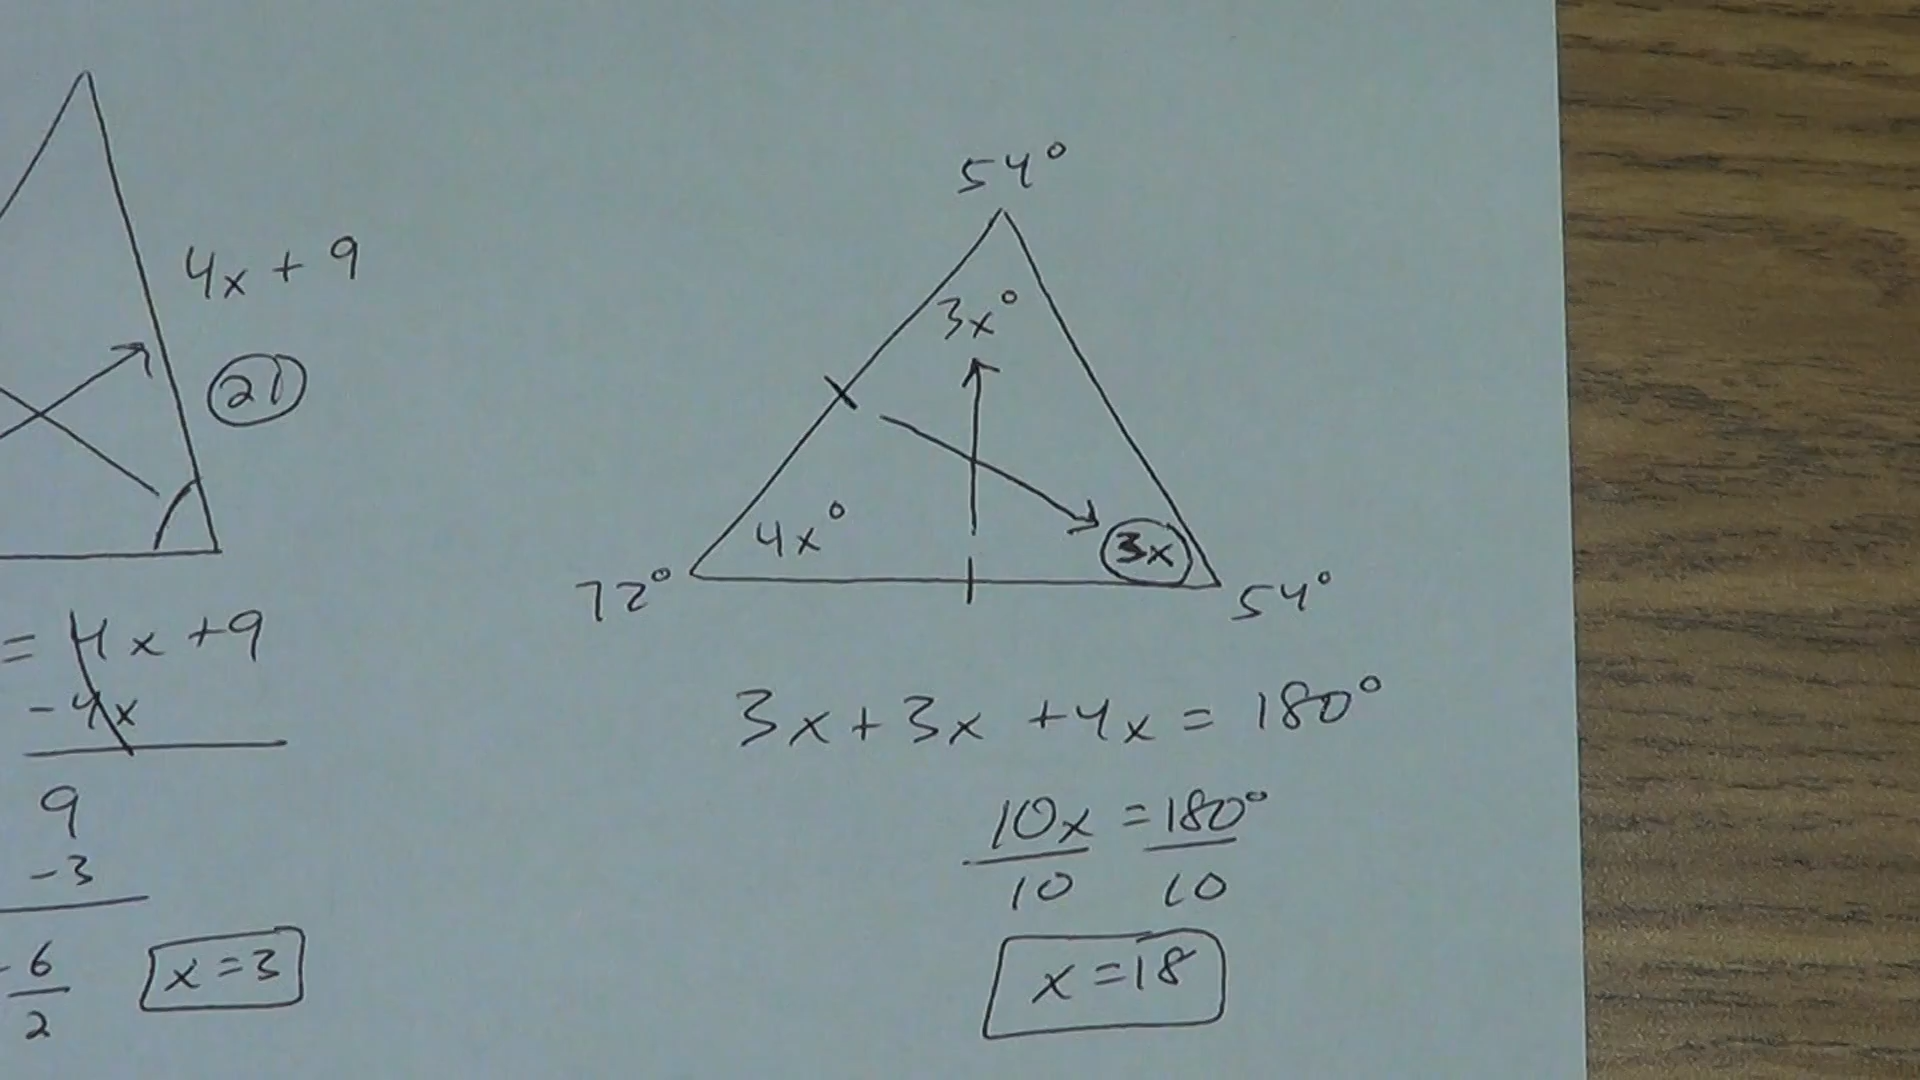 4x + 9
21
= 4x + 9
- 4x
9
- 3
6
2
x = 3
54°
3x°
4x°
3x
72°
54°
3x + 3x + 4x = 180°
10x = 180°
10 10
x = 18